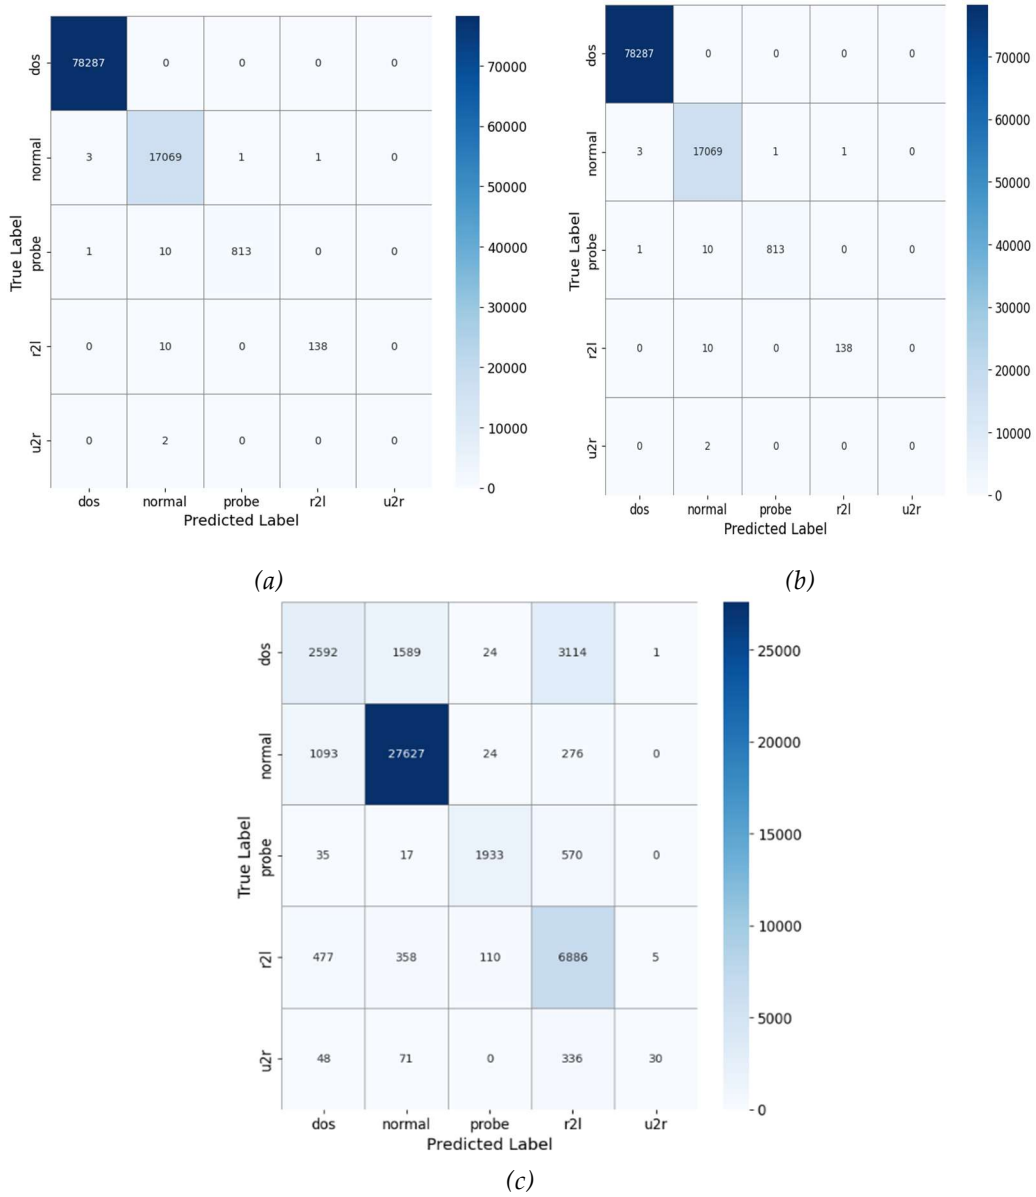 dos 78287 0 0 0 0
normal 3 17069 1 1 0
probe 1 10 813 0 0
r2l 0 10 0 138 0
u2r 0 2 0 0 0
dos normal probe r2l u2r
Predicted Label
True Label
70000
60000
50000
40000
30000
20000
10000
0
(a)
dos 78287 0 0 0 0
normal 3 17069 1 1 0
probe 1 10 813 0 0
r2l 0 10 0 138 0
u2r 0 2 0 0 0
dos normal probe r2l u2r
Predicted Label
True Label
70000
60000
50000
40000
30000
20000
10000
0
(b)
dos 2592 1589 24 3114 1
normal 1093 27627 24 276 0
probe 35 17 1933 570 0
r2l 477 358 110 6886 5
u2r 48 71 0 336 30
dos normal probe r2l u2r
Predicted Label
True Label
25000
20000
15000
10000
5000
0
(c)